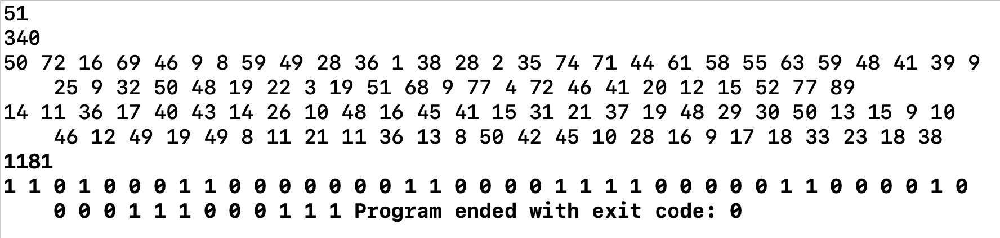 51
340
50 72 16 69 46 9 8 59 49 28 36 1 38 28 2 35 74 71 44 61 58 55 63 59 48 41 39 9
25 9 32 50 48 19 22 3 19 51 68 9 77 4 72 46 41 20 12 15 52 77 89
14 11 36 17 40 43 14 26 10 48 16 45 41 15 31 21 37 19 48 29 30 50 13 15 9 10
46 12 49 19 49 8 11 21 11 36 13 8 50 42 45 10 28 16 9 17 18 33 23 18 38
1181
1 1 0 1 0 0 0 1 1 0 0 0 0 0 0 0 1 1 0 0 0 0 1 1 1 1 0 0 0 0 0 1 1 0 0 0 0 1 0
0 0 0 1 1 1 0 0 0 1 1 1 Program ended with exit code: 0